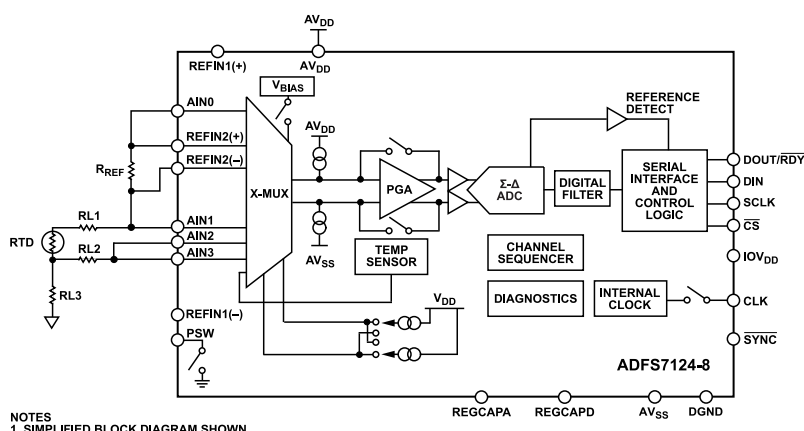 AVDD
AVDD
REFIN1(+)
VBIAS
REFERENCE
DETECT
AIN0
AVDD
REFIN2(+)
REFIN2(–)
RREF
X-MUX
PGA
Σ-Δ
ADC
DIGITAL
FILTER
SERIAL
INTERFACE
AND
CONTROL
LOGIC
DOUT/RDY
DIN
SCLK
CS
RL1
AIN1
RTD
RL2
AIN2
AIN3
AVSS
TEMP
SENSOR
CHANNEL
SEQUENCER
IOVDD
RL3
REFIN1(–)
VDD
DIAGNOSTICS
INTERNAL
CLOCK
CLK
PSW
SYNC
ADFS7124-8
REGCAPA
REGCAPD
AVSS
DGND
NOTES
1. SIMPLIFIED BLOCK DIAGRAM SHOWN